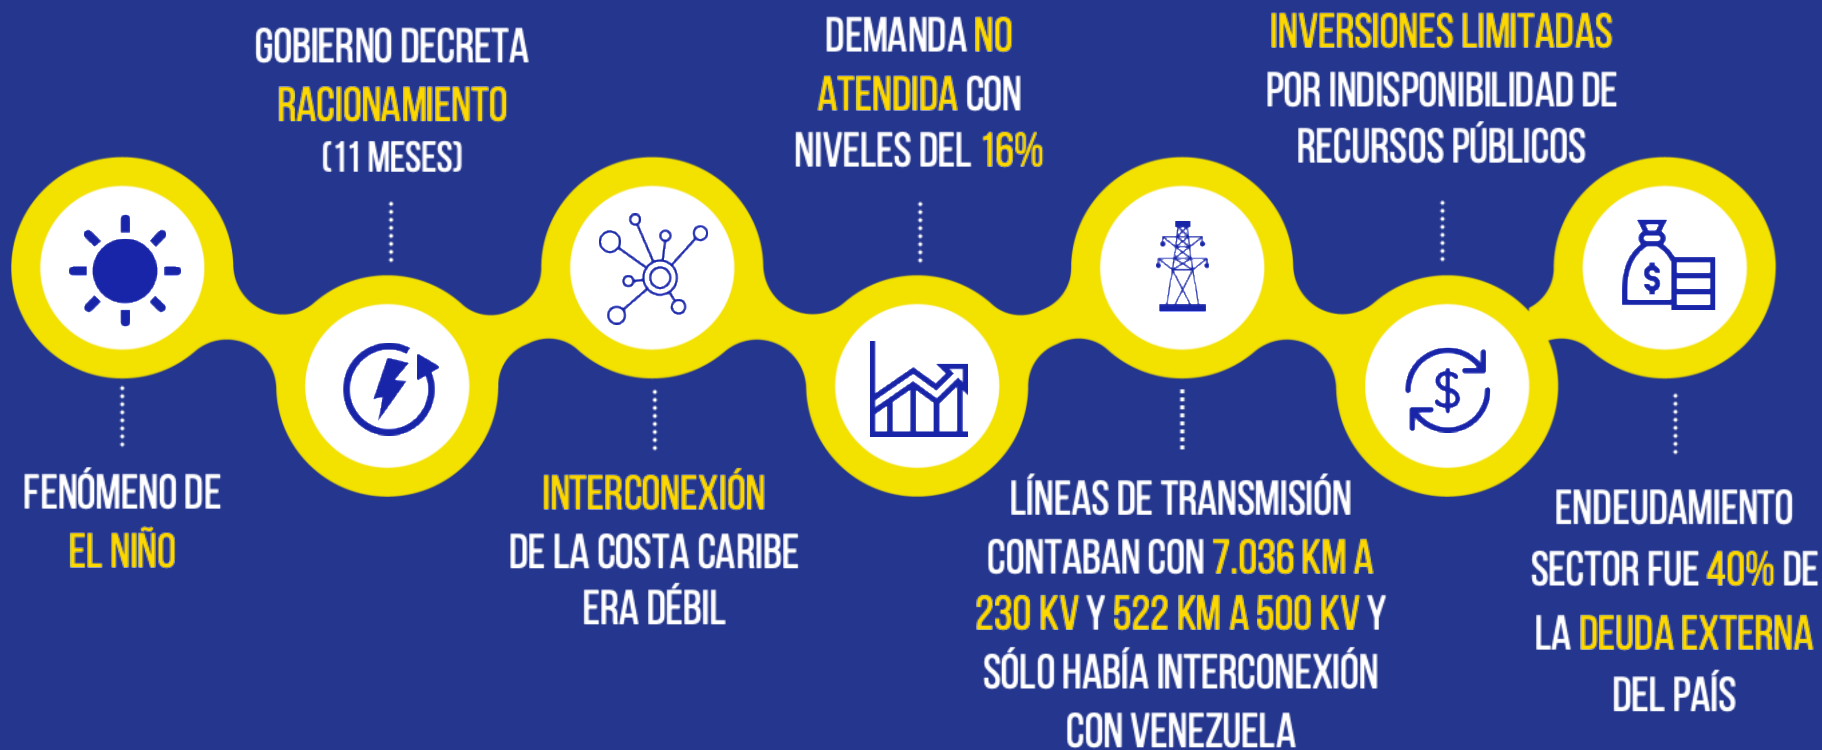 FENÓMENO DE
EL NIÑO
GOBIERNO DECRETA
RACIONAMIENTO
(11 MESES)
INTERCONEXIÓN
DE LA COSTA CARIBE
ERA DÉBIL
DEMANDA NO
ATENDIDA CON
NIVELES DEL 16%
LÍNEAS DE TRANSMISIÓN
CONTABAN CON 7.036 KM A
230 KV Y 522 KM A 500 KV Y
SÓLO HABÍA INTERCONEXIÓN
CON VENEZUELA
INVERSIONES LIMITADAS
POR INDISPONIBILIDAD DE
RECURSOS PÚBLICOS
$
$
ENDEUDAMIENTO
SECTOR FUE 40% DE
LA DEUDA EXTERNA
DEL PAÍS